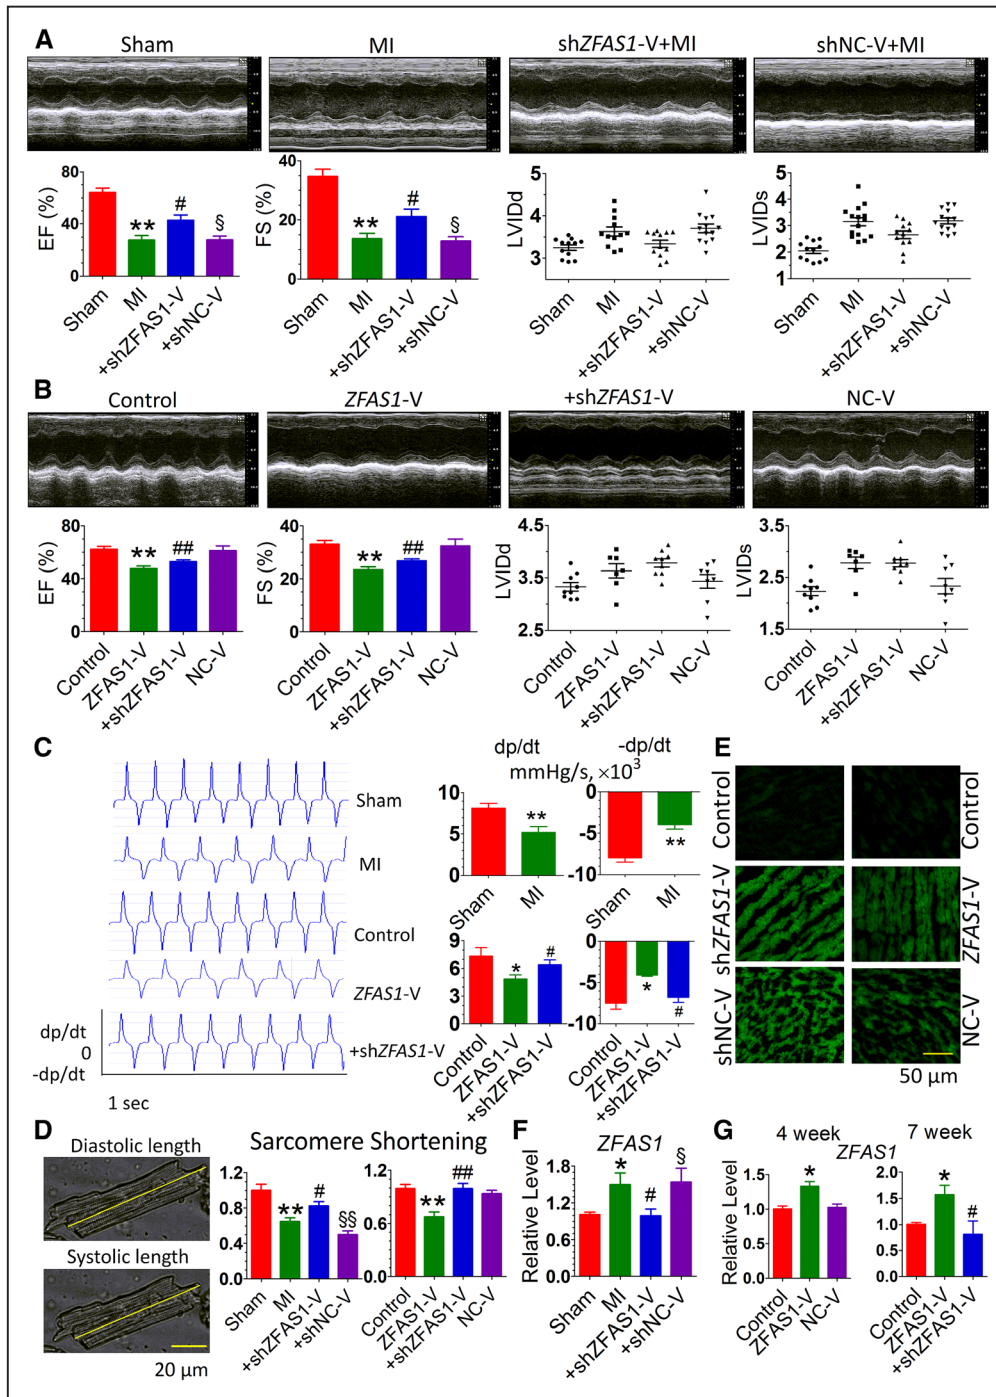 A
Sham
MI
shZFAS1-V+MI
shNC-V+MI
EF (%)
80
40
0
**
#
§
Sham
MI
+shZFAS1-V
+shNC-V
FS (%)
40
20
0
**
#
§
Sham
MI
+shZFAS1-V
+shNC-V
LVIDd
5
4
3
Sham
MI
+shZFAS1-V
+shNC-V
LVIDs
5
4
3
2
1
Sham
MI
+shZFAS1-V
+shNC-V
B
Control
ZFAS1-V
+shZFAS1-V
NC-V
EF (%)
80
40
0
**
##
Control
ZFAS1-V
+shZFAS1-V
NC-V
FS (%)
40
20
0
**
##
Control
ZFAS1-V
+shZFAS1-V
NC-V
LVIDd
4.5
3.5
2.5
Control
ZFAS1-V
+shZFAS1-V
NC-V
LVIDs
3.5
2.5
1.5
Control
ZFAS1-V
+shZFAS1-V
NC-V
C
Sham
MI
Control
ZFAS1-V
+shZFAS1-V
dp/dt
0
-dp/dt
1 sec
dp/dt
-dp/dt
mmHg/s, ×10³
10
5
0
**
Sham
MI
0
-5
-10
**
Sham
MI
9
6
3
0
*
#
Control
ZFAS1-V
+shZFAS1-V
0
-5
-10
*
#
Control
ZFAS1-V
+shZFAS1-V
E
Control
shZFAS1-V
shNC-V
Control
ZFAS1-V
NC-V
50 µm
D
Diastolic length
Systolic length
20 µm
Sarcomere Shortening
1.2
0.8
0.4
0.0
**
#
§§
Sham
MI
+shZFAS1-V
+shNC-V
1.2
0.6
0.0
**
##
Control
ZFAS1-V
+shZFAS1-V
NC-V
F
ZFAS1
Relative Level
1.8
1.2
0.6
0.0
*
#
§
Sham
MI
+shZFAS1-V
+shNC-V
G
4 week
7 week
ZFAS1
Relative Level
1.5
1.0
0.5
0.0
*
Control
ZFAS1-V
NC-V
2.0
1.5
1.0
0.5
0.0
*
#
Control
ZFAS1-V
+shZFAS1-V